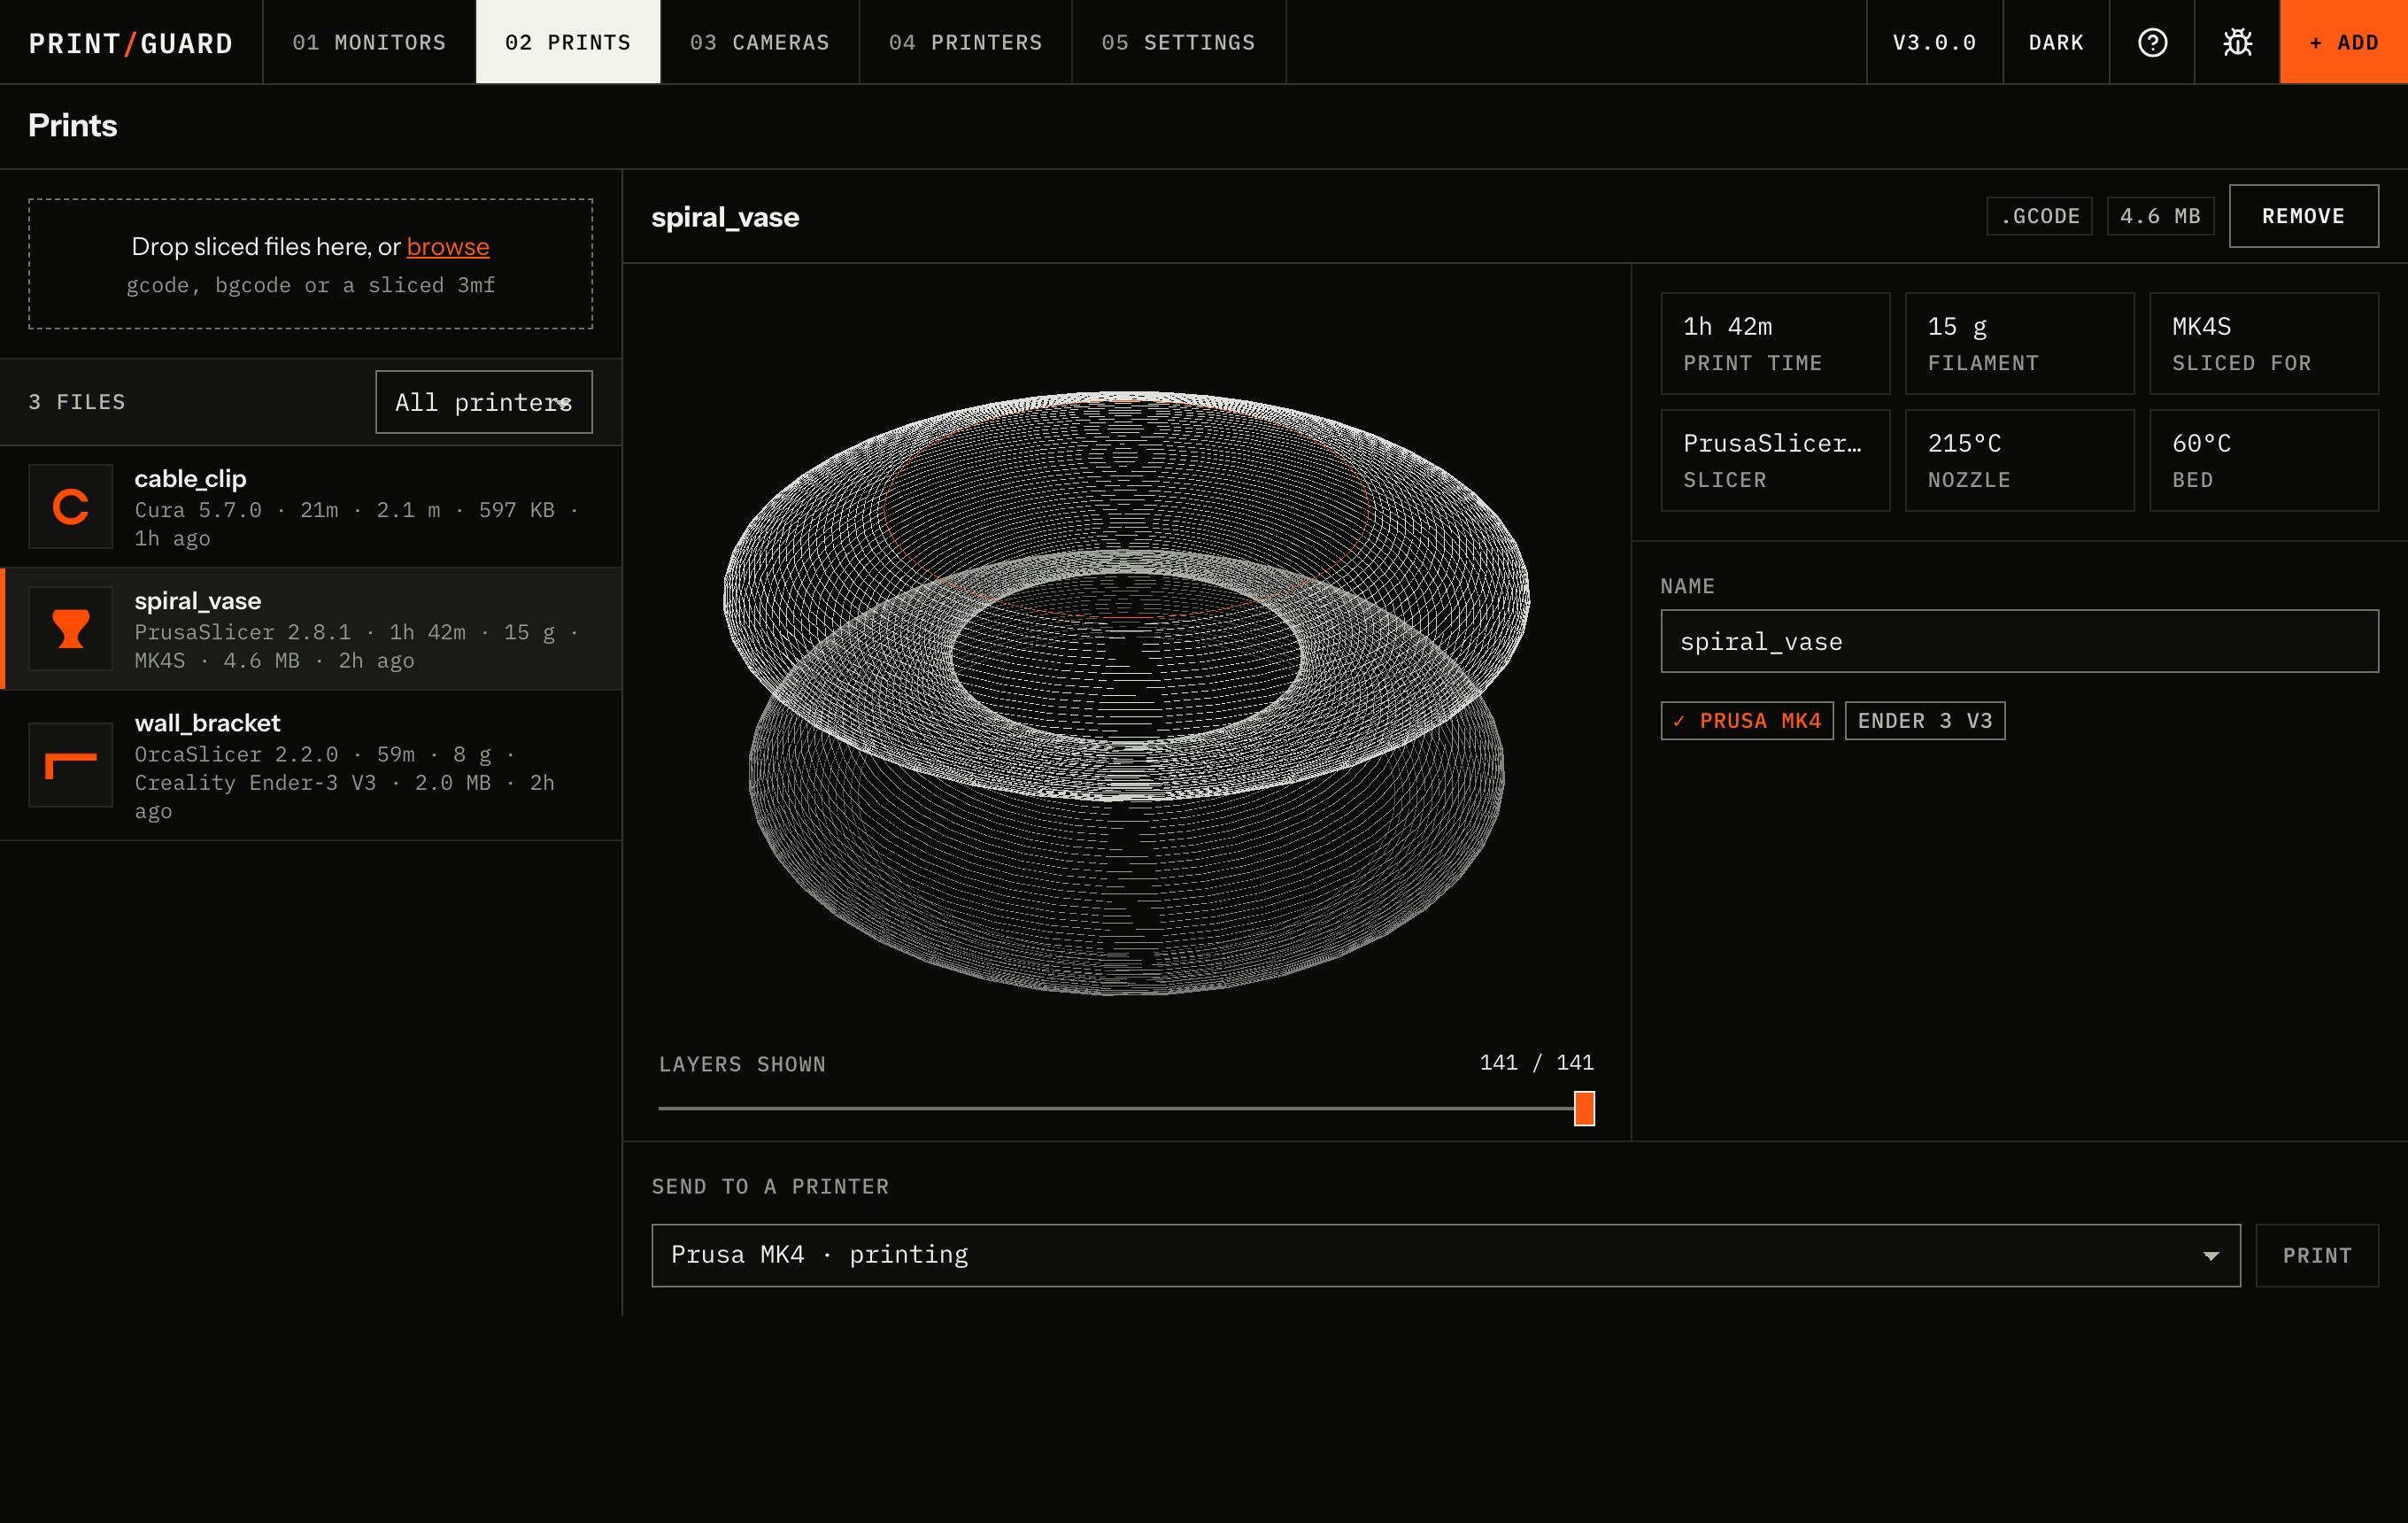 PRINT/GUARD
01 MONITORS
02 PRINTS
03 CAMERAS
04 PRINTERS
05 SETTINGS
V3.0.0
DARK
+ ADD
Prints
Drop sliced files here, or browse
gcode, bgcode or a sliced 3mf
3 FILES
All printers
cable_clip
Cura 5.7.0 · 21m · 2.1 m · 597 KB ·
1h ago
spiral_vase
PrusaSlicer 2.8.1 · 1h 42m · 15 g ·
MK4S · 4.6 MB · 2h ago
wall_bracket
OrcaSlicer 2.2.0 · 59m · 8 g ·
Creality Ender-3 V3 · 2.0 MB · 2h
ago
spiral_vase
.GCODE
4.6 MB
REMOVE
LAYERS SHOWN
141 / 141
1h 42m
PRINT TIME
15 g
FILAMENT
MK4S
SLICED FOR
PrusaSlicer…
SLICER
215°C
NOZZLE
60°C
BED
NAME
spiral_vase
✓ PRUSA MK4
ENDER 3 V3
SEND TO A PRINTER
Prusa MK4 · printing
PRINT